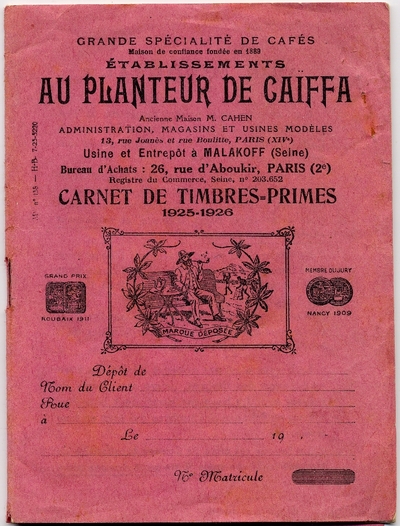 GRANDE SPÉCIALITÉ DE CAFÉS
Maison de confiance fondée en 1889
ÉTABLISSEMENTS
AU PLANTEUR DE CAÏFFA
Ancienne Maison M. CAHEN
ADMINISTRATION, MAGASINS ET USINES MODÈLES
13, rue Joanès et rue Boulitte, PARIS (XIVe)
Usine et Entrepôt à MALAKOFF (Seine)
Bureau d'Achats : 26, rue d'Aboukir, PARIS (2e)
Registre du Commerce, Seine, n° 203.652
CARNET DE TIMBRES-PRIMES
1925-1926
GRAND PRIX
ROUBAIX 1911
MEMBRE DU JURY
NANCY 1909
MARQUE DÉPOSÉE
Dépôt de
Nom du Client
Rue
à
Le 19 .
N° Matricule